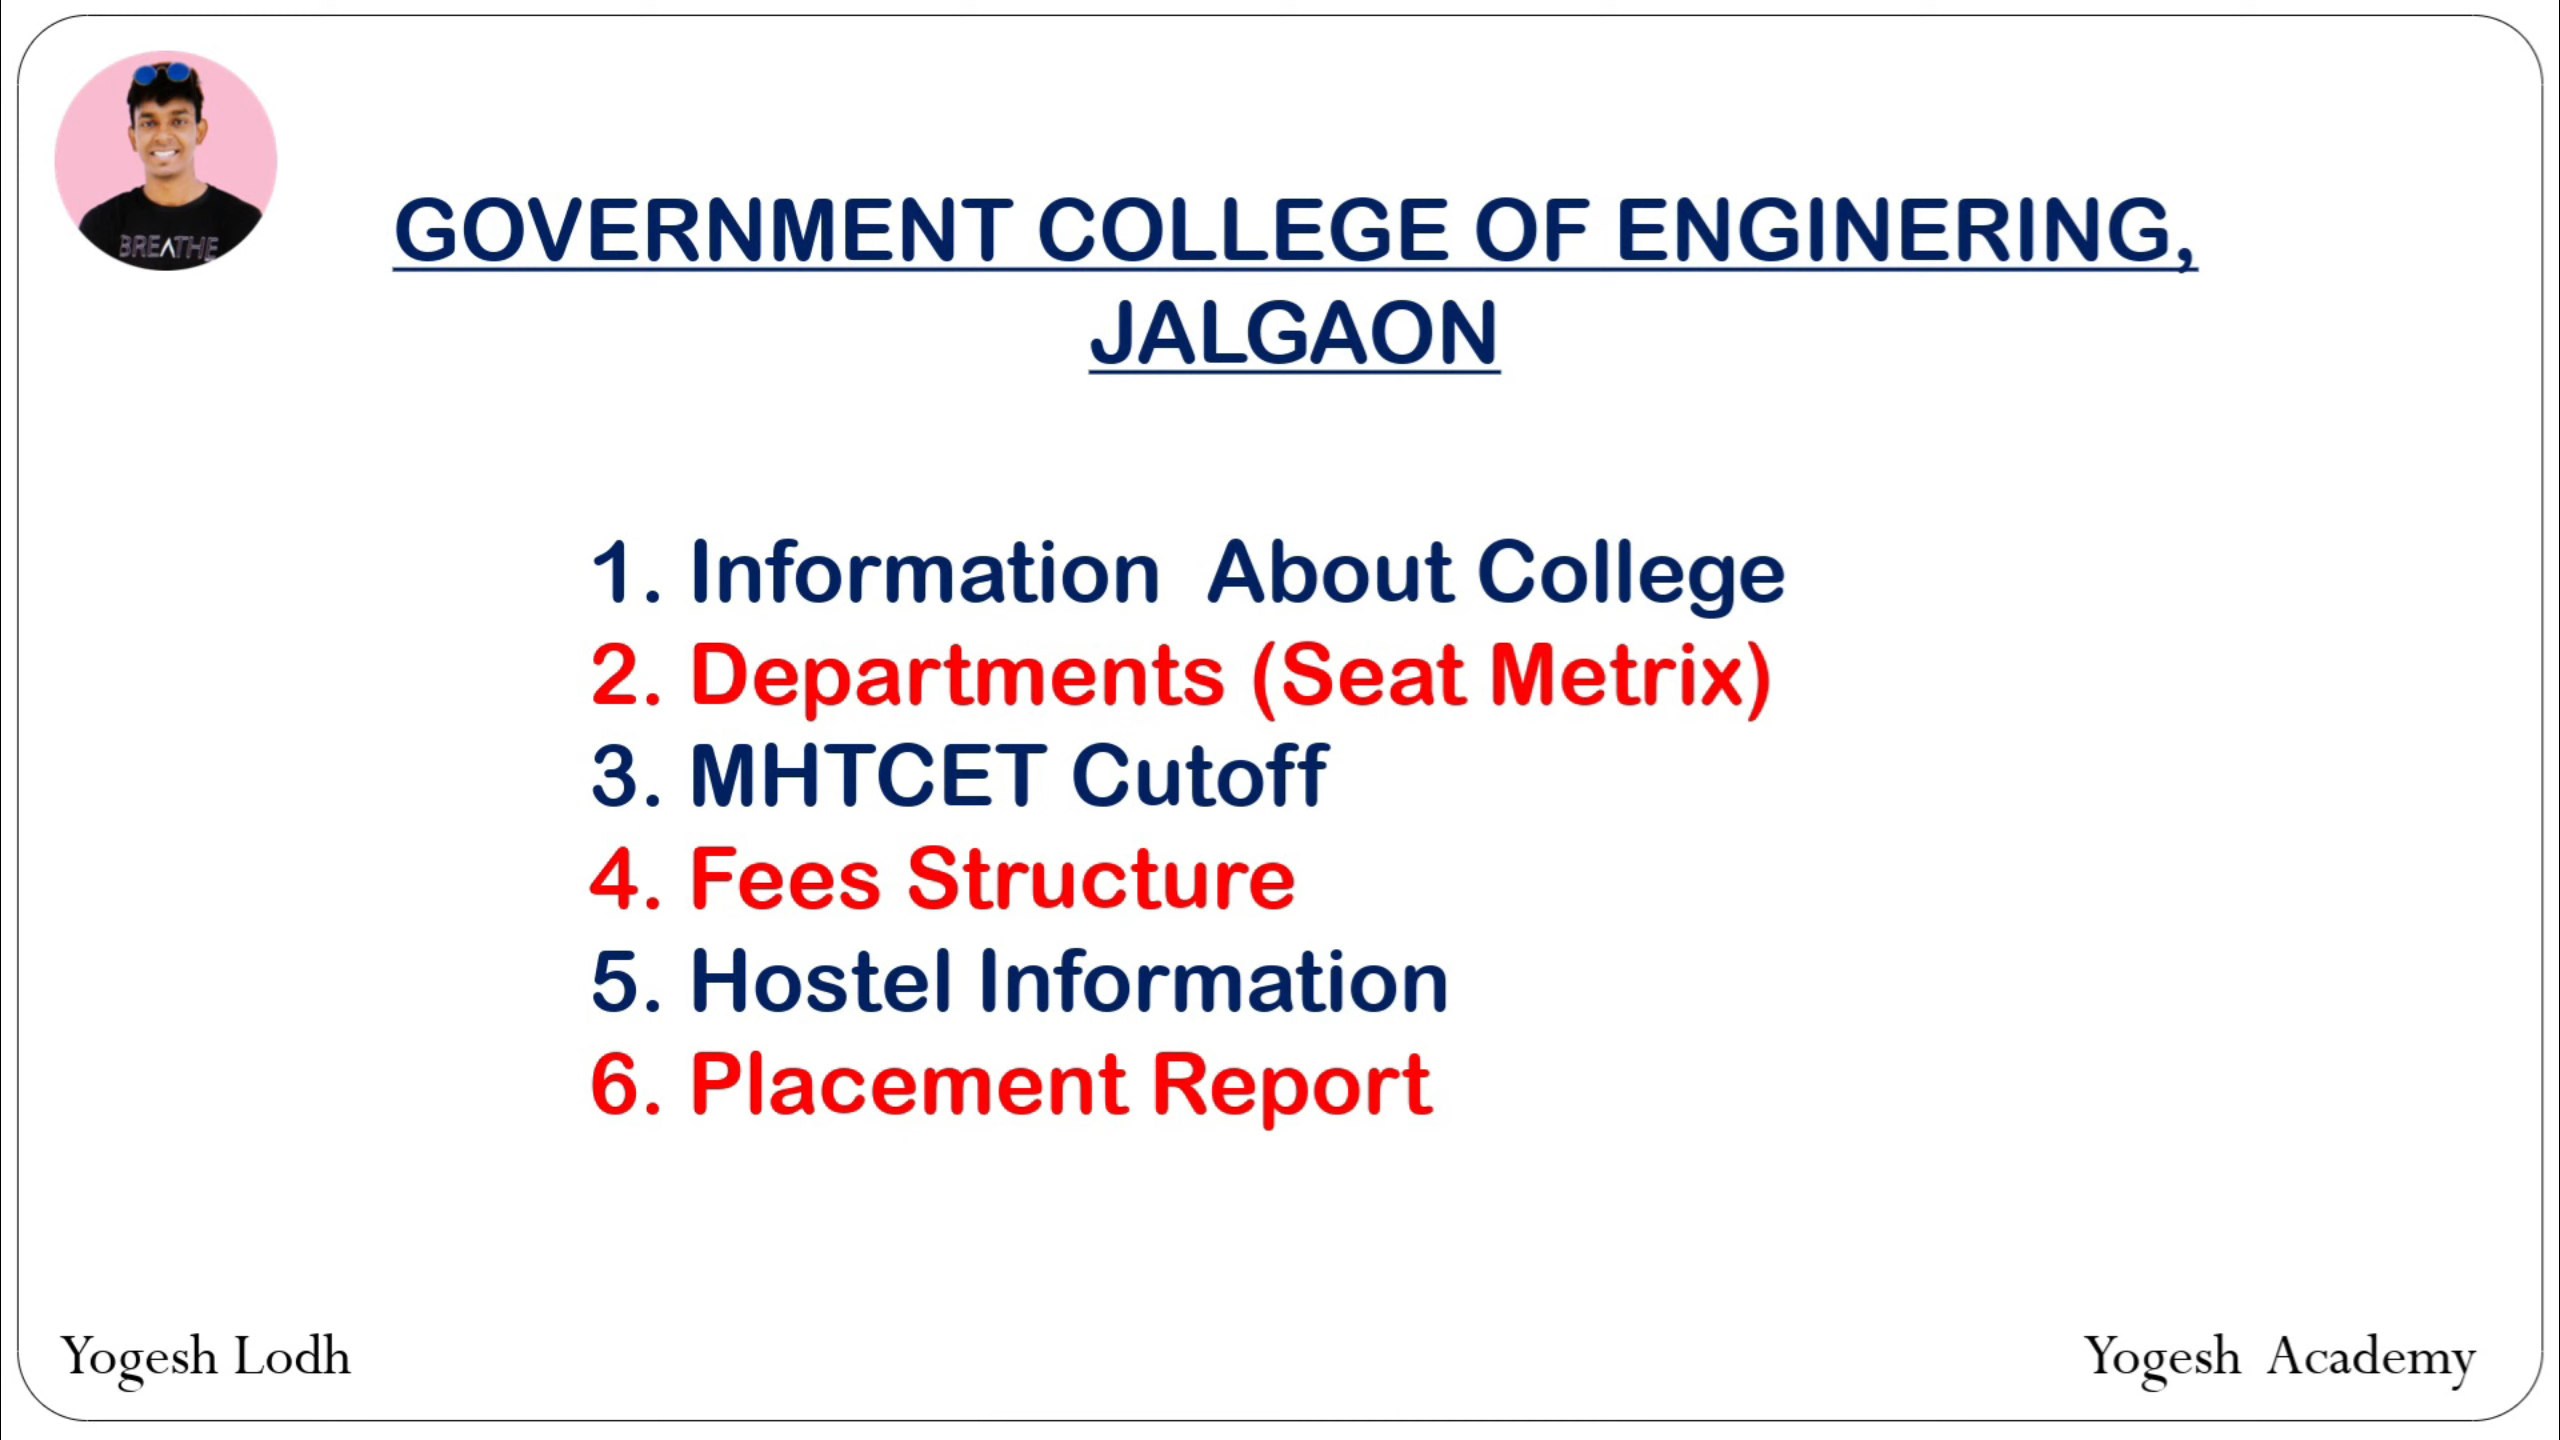 BREATHE
GOVERNMENT COLLEGE OF ENGINERING,
JALGAON
1. Information  About College
2. Departments (Seat Metrix)
3. MHTCET Cutoff
4. Fees Structure
5. Hostel Information
6. Placement Report
Yogesh Lodh
Yogesh  Academy